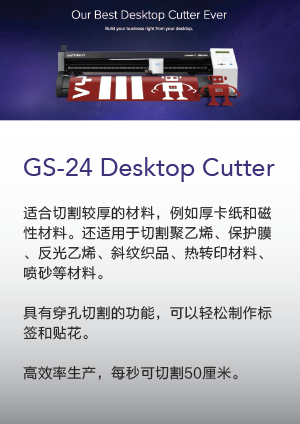 Our Best Desktop Cutter Ever
Build your business right from your desktop.
GS-24 Desktop Cutter
适合切割较厚的材料，例如厚卡纸和磁
性材料。还适用于切割聚乙烯、保护膜
、反光乙烯、斜纹织品、热转印材料、
喷砂等材料。
具有穿孔切割的功能，可以轻松制作标
签和贴花。
高效率生产，每秒可切割50厘米。